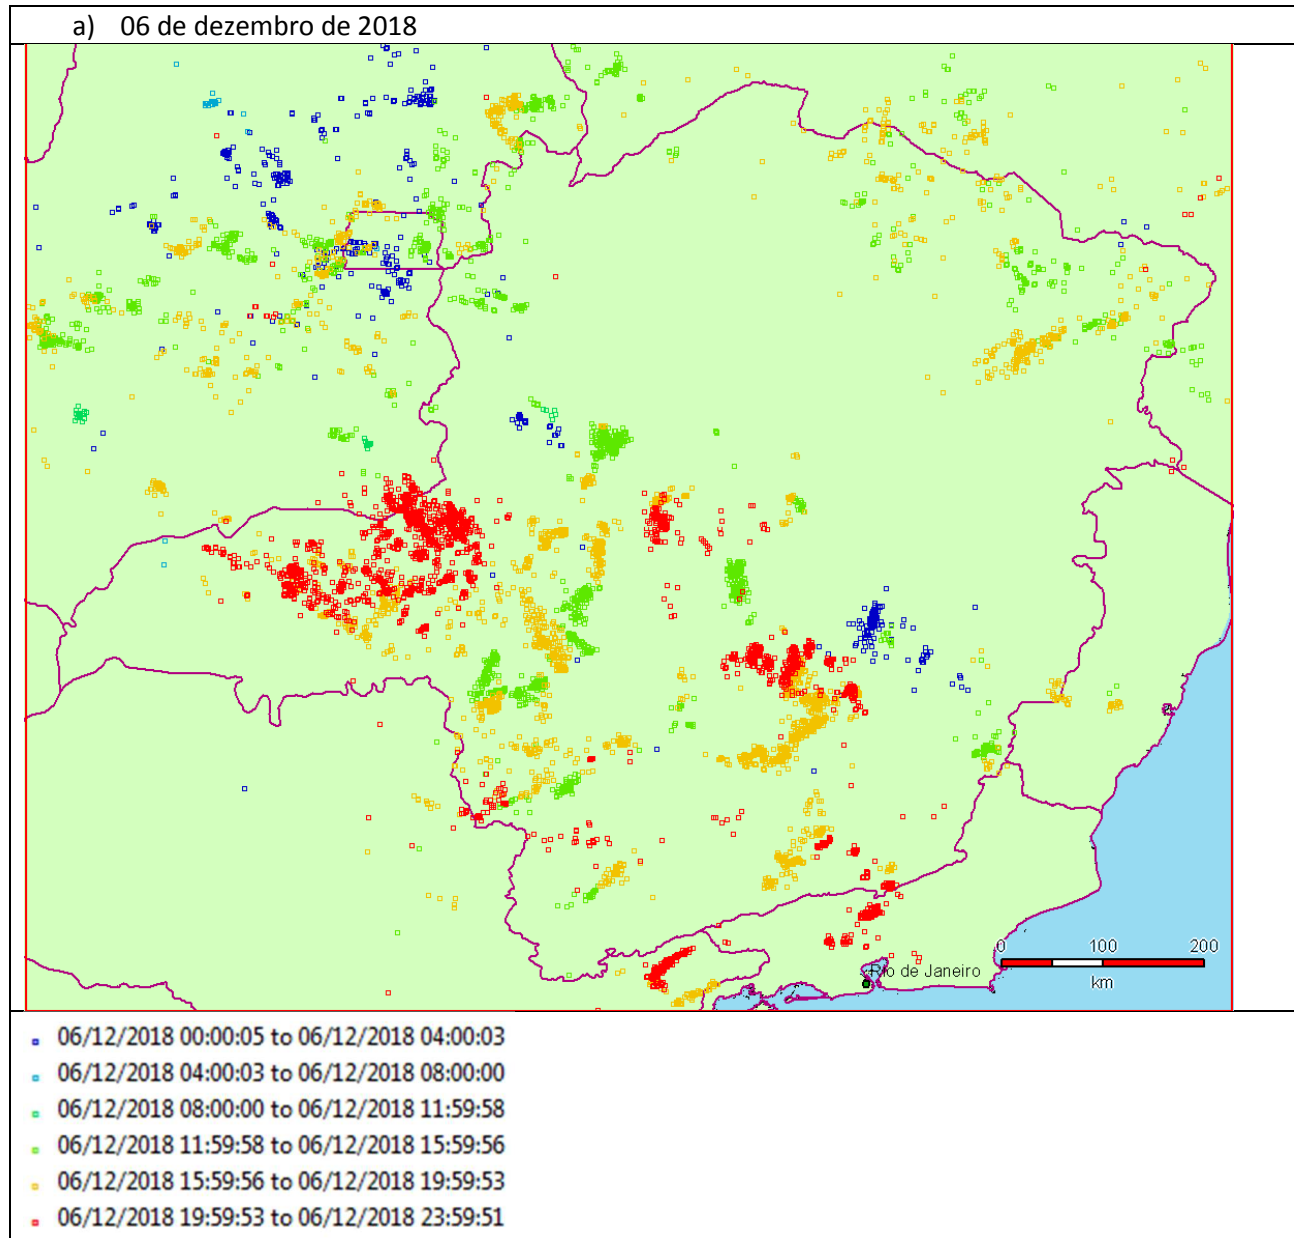 a) 06 de dezembro de 2018
Rio de Janeiro
0 100 200
km
06/12/2018 00:00:05 to 06/12/2018 04:00:03
06/12/2018 04:00:03 to 06/12/2018 08:00:00
06/12/2018 08:00:00 to 06/12/2018 11:59:58
06/12/2018 11:59:58 to 06/12/2018 15:59:56
06/12/2018 15:59:56 to 06/12/2018 19:59:53
06/12/2018 19:59:53 to 06/12/2018 23:59:51